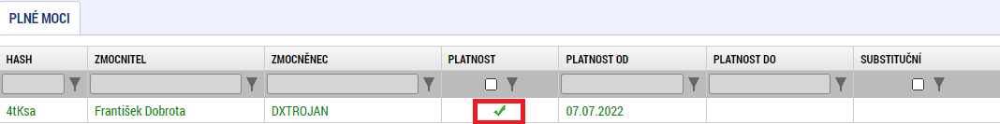 PLNÉ MOCI
HASH ZMOCNITEL ZMOCNĚNEC PLATNOST PLATNOST OD PLATNOST DO SUBSTITUČNÍ
4tKsa František Dobrota DXTROJAN 07.07.2022